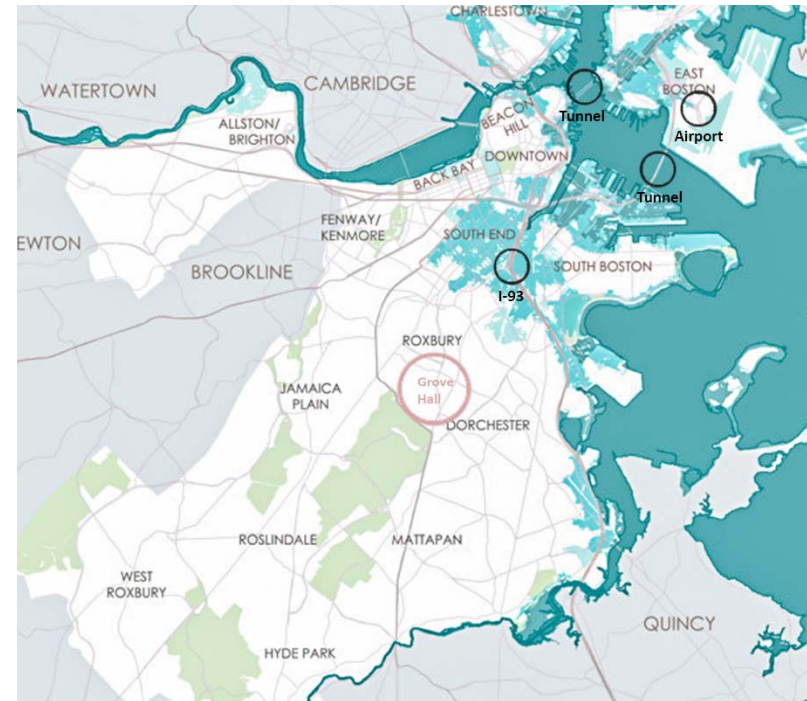 CHARLESTOWN
WATERTOWN
CAMBRIDGE
EAST
BOSTON
Tunnel
Airport
BEACON
HILL
ALLSTON/
BRIGHTON
DOWNTOWN
BACK BAY
Tunnel
FENWAY/
KENMORE
SOUTH END
EWTON
BROOKLINE
SOUTH BOSTON
I-93
ROXBURY
Grove
Hall
JAMAICA
PLAIN
DORCHESTER
ROSLINDALE
MATTAPAN
WEST
ROXBURY
QUINCY
HYDE PARK
W